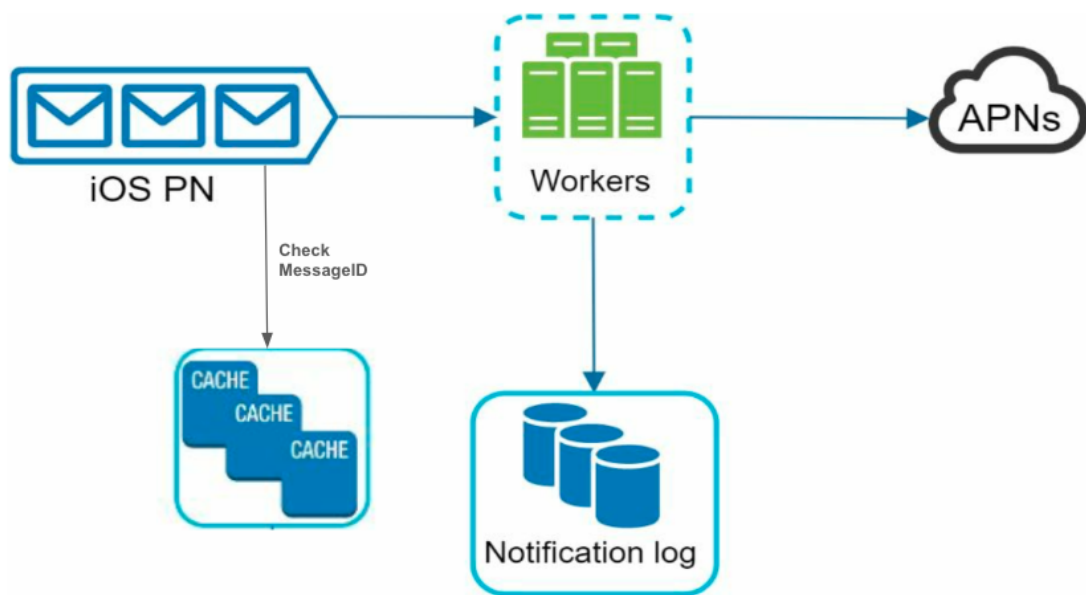 iOS PN
Workers
APNs
Check
MessageID
CACHE
CACHE
CACHE
Notification log